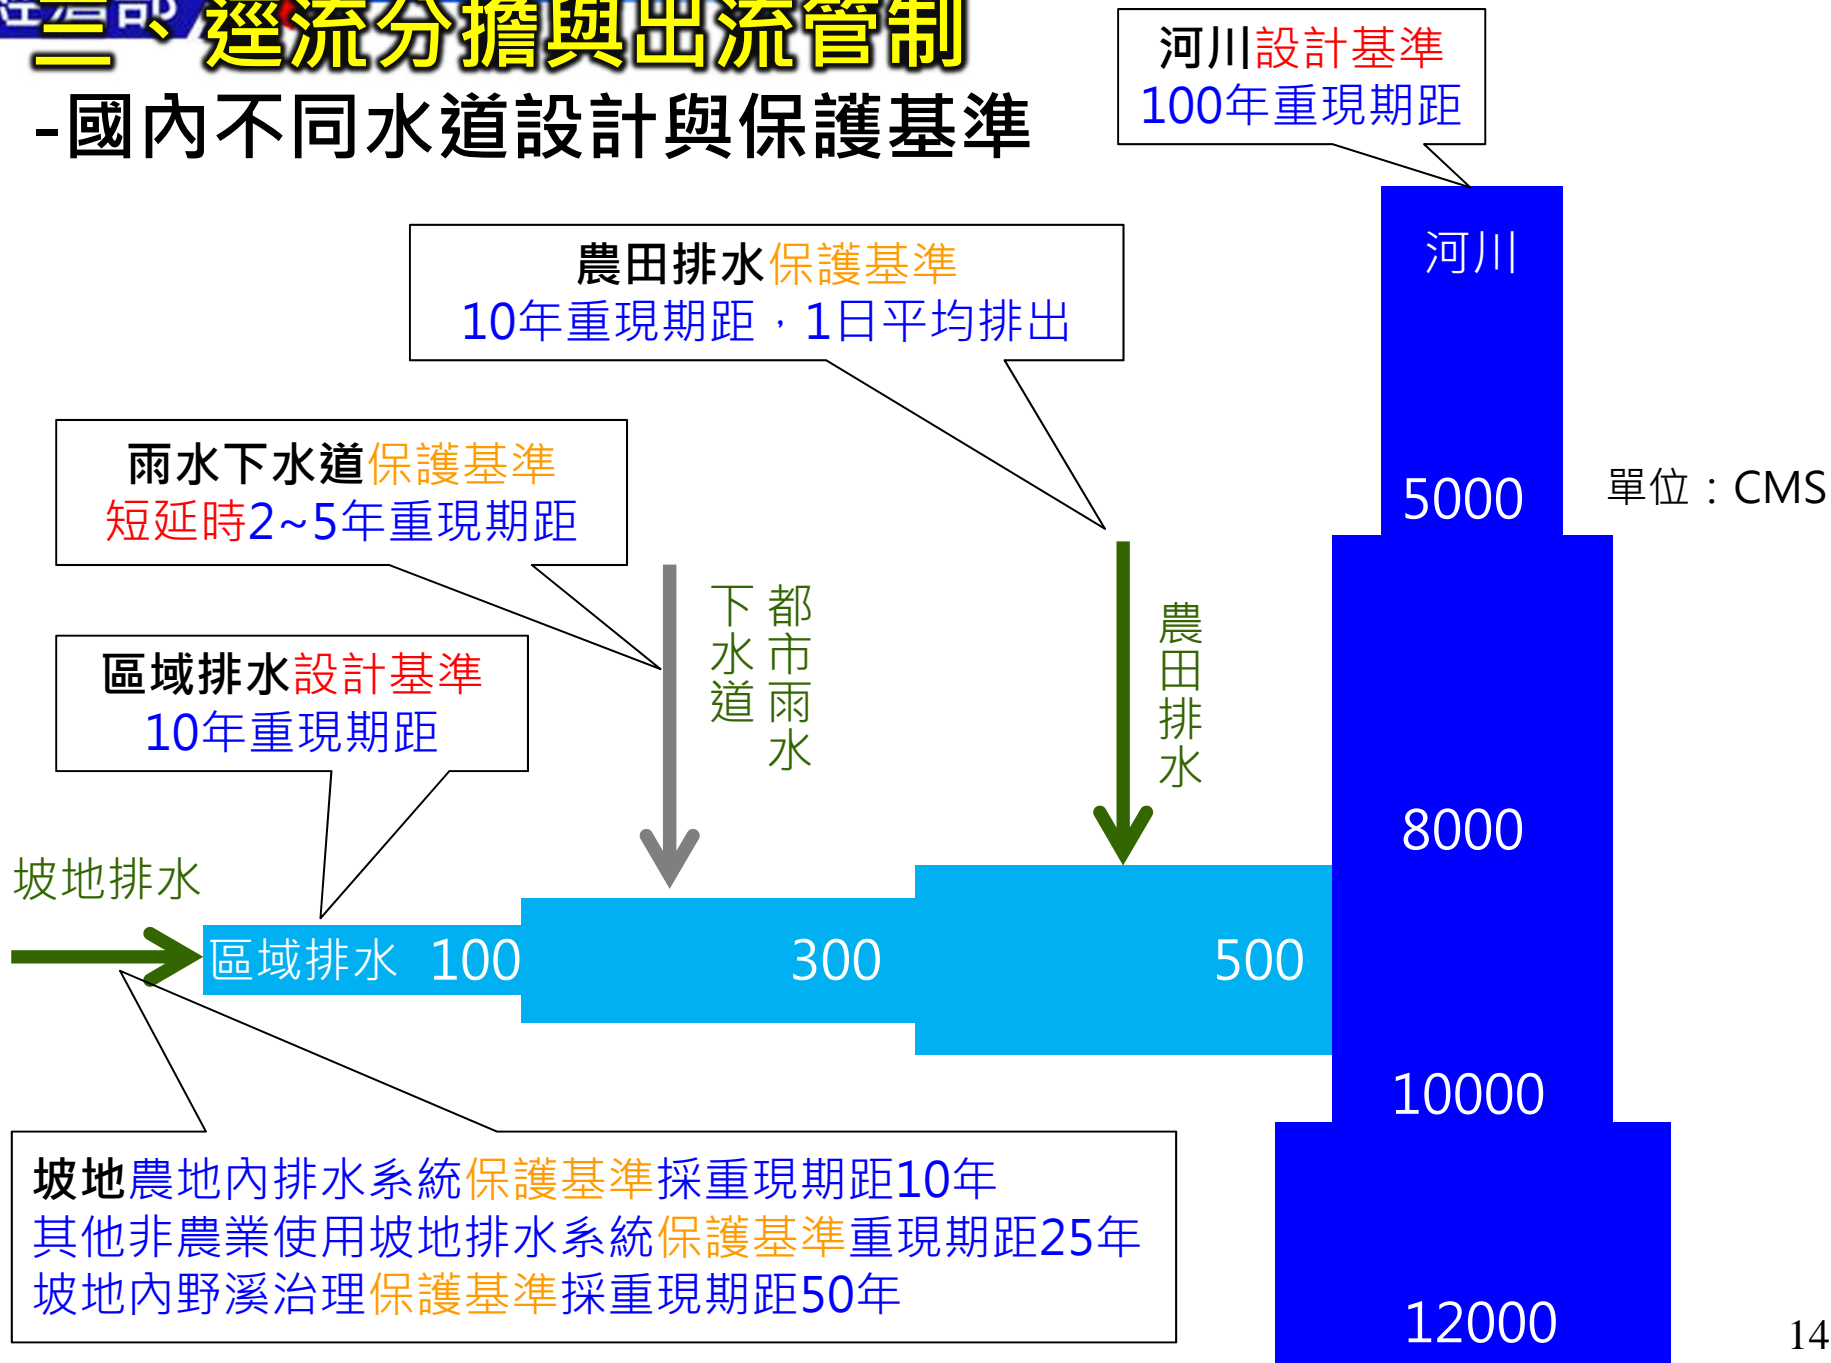 經濟部
三、逕流分擔與出流管制
-國內不同水道設計與保護基準
河川設計基準
100年重現期距
河川
農田排水保護基準
10年重現期距，1日平均排出
雨水下水道保護基準
短延時2~5年重現期距
5000
單位：CMS
都市雨水
下水道
農田排水
區域排水設計基準
10年重現期距
8000
坡地排水
區域排水 100
300
500
10000
坡地農地內排水系統保護基準採重現期距10年
其他非農業使用坡地排水系統保護基準重現期距25年
坡地內野溪治理保護基準採重現期距50年
12000
14